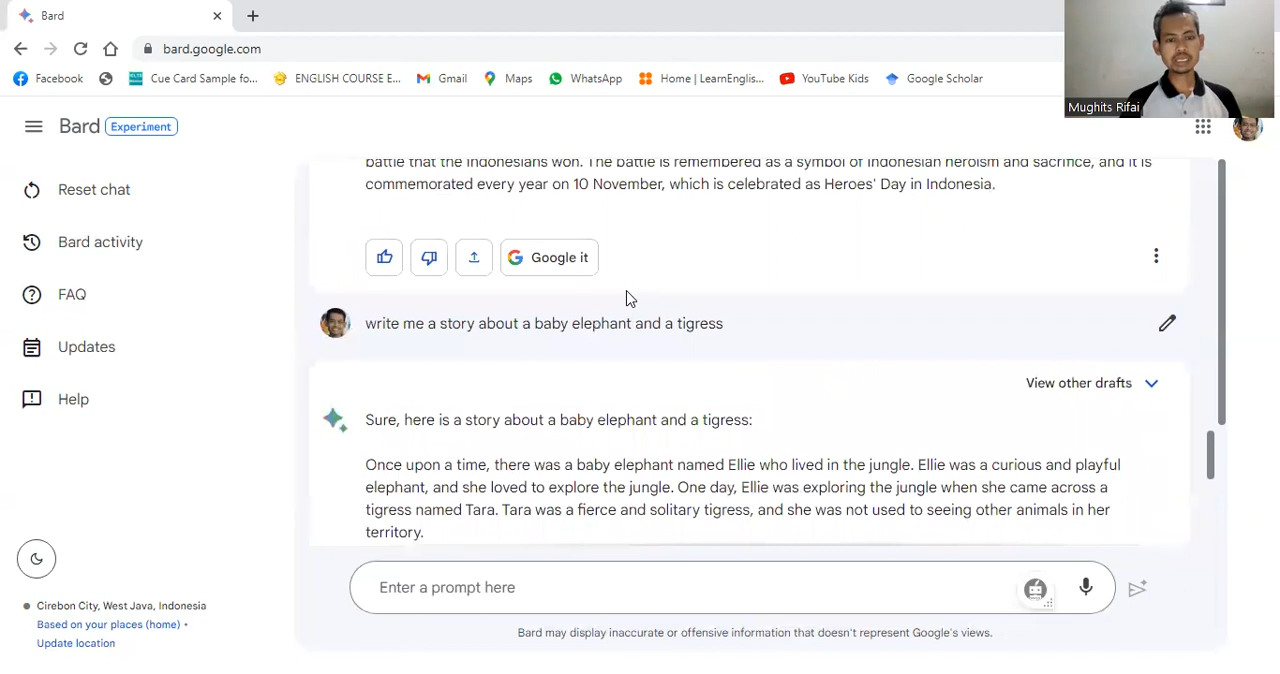 Bard
bard.google.com
Facebook
Cue Card Sample fo...
ENGLISH COURSE E...
Gmail
Maps
WhatsApp
Home | LearnEnglis...
YouTube Kids
Google Scholar
Mughits Rifai
Bard Experiment
Reset chat
Bard activity
FAQ
Updates
Help
battle that the Indonesians won. The battle is remembered as a symbol of Indonesian heroism and sacrifice, and it is
commemorated every year on 10 November, which is celebrated as Heroes' Day in Indonesia.
Google it
write me a story about a baby elephant and a tigress
View other drafts
Sure, here is a story about a baby elephant and a tigress:
Once upon a time, there was a baby elephant named Ellie who lived in the jungle. Ellie was a curious and playful
elephant, and she loved to explore the jungle. One day, Ellie was exploring the jungle when she came across a
tigress named Tara. Tara was a fierce and solitary tigress, and she was not used to seeing other animals in her
territory.
Enter a prompt here
Bard may display inaccurate or offensive information that doesn't represent Google's views.
Cirebon City, West Java, Indonesia
Based on your places (home) •
Update location